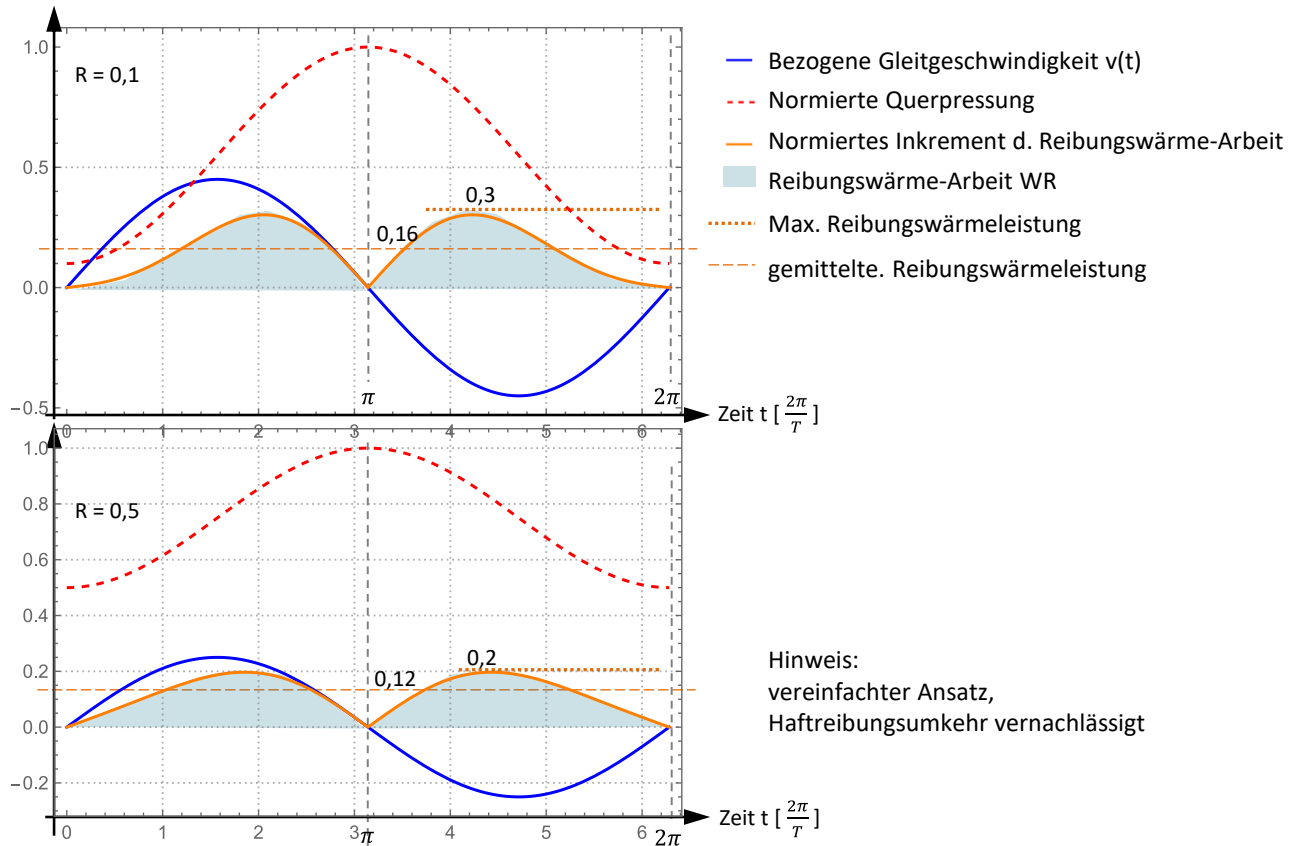 1.0
R = 0,1
0.5
0,3
0,16
0.0
π
2π
−0.5
0 1 2 3 4 5 6
Zeit t [ 2π/T ]
Bezogene Gleitgeschwindigkeit v(t)
Normierte Querpressung
Normiertes Inkrement d. Reibungswärme-Arbeit
Reibungswärme-Arbeit WR
Max. Reibungswärmeleistung
gemittelte. Reibungswärmeleistung
1.0
R = 0,5
0.8
0.6
0.4
0.2
0,2
0,12
0.0
−0.2
0 1 2 3 π 4 5 6 2π
Zeit t [ 2π/T ]
Hinweis:
vereinfachter Ansatz,
Haftreibungsumkehr vernachlässigt